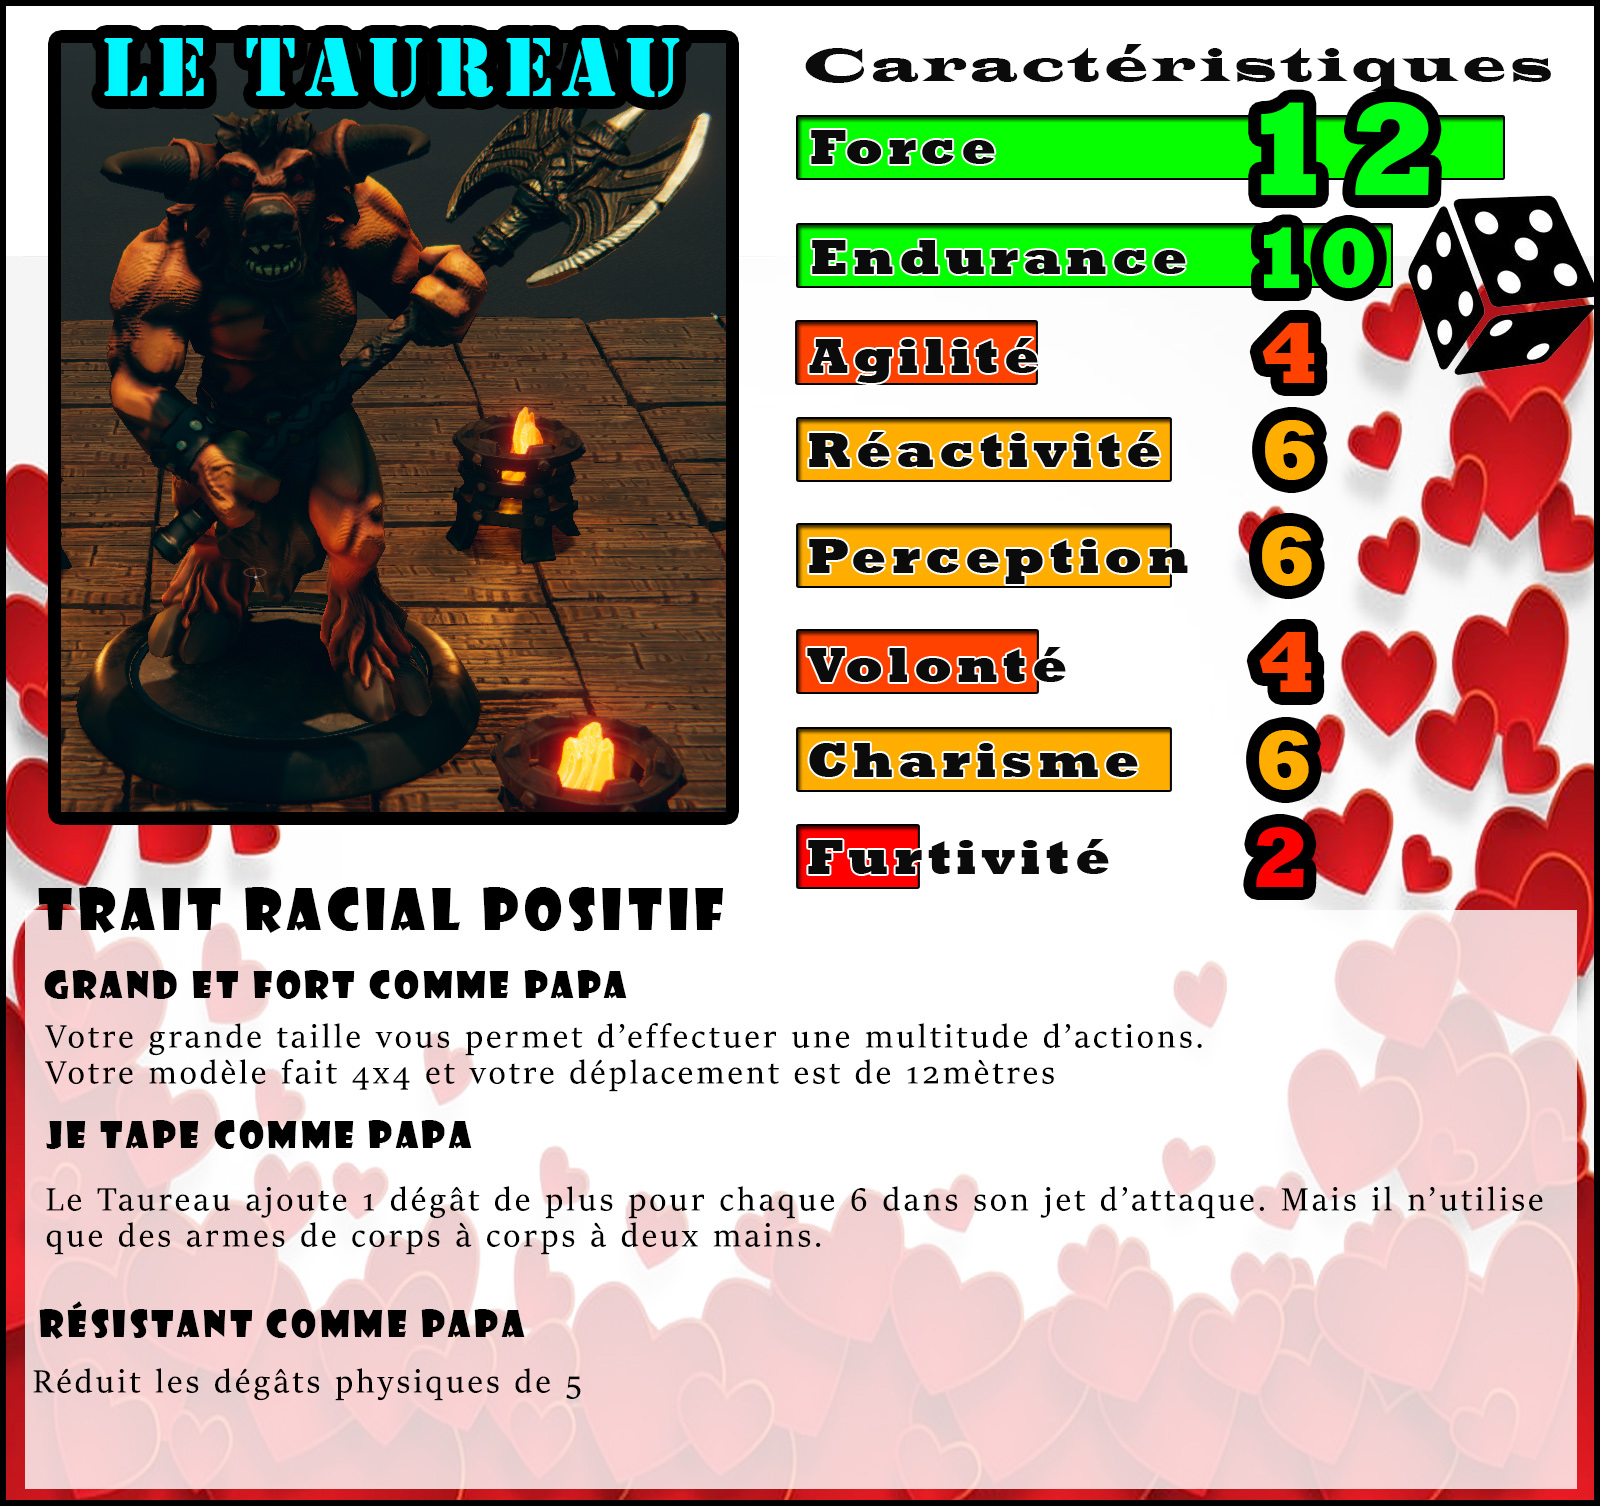 LE TAUREAU
Caractéristiques
Force 12
Endurance 10
Agilité 4
Réactivité 6
Perception 6
Volonté 4
Charisme 6
Furtivité 2
TRAIT RACIAL POSITIF
GRAND ET FORT COMME PAPA
Votre grande taille vous permet d’effectuer une multitude d’actions.
Votre modèle fait 4x4 et votre déplacement est de 12mètres
JE TAPE COMME PAPA
Le Taureau ajoute 1 dégât de plus pour chaque 6 dans son jet d’attaque. Mais il n’utilise
que des armes de corps à corps à deux mains.
RÉSISTANT COMME PAPA
Réduit les dégâts physiques de 5